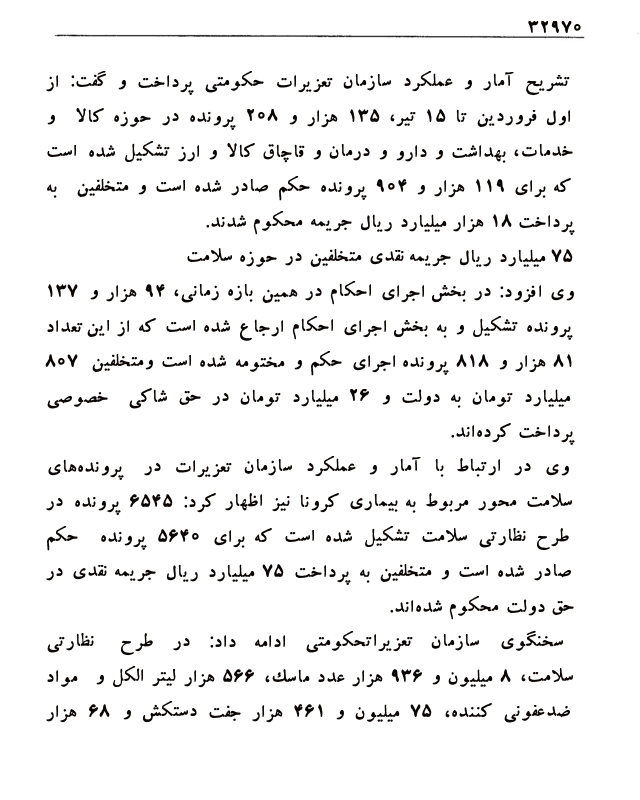 ۳۲۹۷۰
تشریح آمار و عملکرد سازمان تعزیرات حکومتی پرداخت و گفت: از
اول فروردین تا ۱۵ تیر، ۱۳۵ هزار و ۲۰۸ پرونده در حوزه کالا و
خدمات، بهداشت و دارو و درمان و قاچاق کالا و ارز تشکیل شده است
که برای ۱۱۹ هزار و ۹۰۴ پرونده حکم صادر شده است و متخلفین به
پرداخت ۱۸ هزار میلیارد ریال جریمه محکوم شدند.
۷۵ میلیارد ریال جریمه نقدی متخلفین در حوزه سلامت
وی افزود: در بخش اجرای احکام در همین بازه زمانی، ۹۴ هزار و ۱۳۷
پرونده تشکیل و به بخش اجرای احکام ارجاع شده است که از این تعداد
۸۱ هزار و ۸۱۸ پرونده اجرای حکم و مختومه شده است ومتخلفین ۸۰۷
میلیارد تومان به دولت و ۲۶ میلیارد تومان در حق شاکی خصوصی
پرداخت کرده‌اند.
وی در ارتباط با آمار و عملکرد سازمان تعزیرات در پرونده‌های
سلامت محور مربوط به بیماری کرونا نیز اظهار کرد: ۶۵۴۵ پرونده در
طرح نظارتی سلامت تشکیل شده است که برای ۵۶۴۰ پرونده حکم
صادر شده است و متخلفین به پرداخت ۷۵ میلیارد ریال جریمه نقدی در
حق دولت محکوم شده‌اند.
سخنگوی سازمان تعزیراتحکومتی ادامه داد: در طرح نظارتی
سلامت، ۸ میلیون و ۹۳۶ هزار عدد ماسك، ۵۶۶ هزار لیتر الکل و مواد
ضدعفونی کننده، ۷۵ میلیون و ۴۶۱ هزار جفت دستکش و ۶۸ هزار